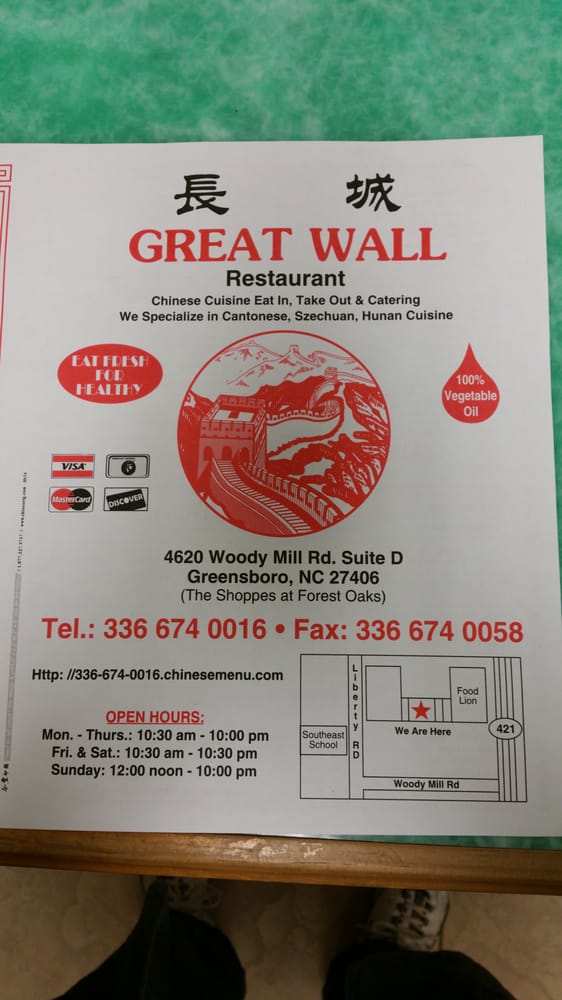 長 城
GREAT WALL
Restaurant
Chinese Cuisine Eat In, Take Out & Catering
We Specialize in Cantonese, Szechuan, Hunan Cuisine
EAT FRESH
FOR
HEALTHY
100%
Vegetable
Oil
VISA
MasterCard
DISCOVER
4620 Woody Mill Rd. Suite D
Greensboro, NC 27406
(The Shoppes at Forest Oaks)
Tel.: 336 674 0016 • Fax: 336 674 0058
Http: //336-674-0016.chinesemenu.com
OPEN HOURS:
Mon. - Thurs.: 10:30 am - 10:00 pm
Fri. & Sat.: 10:30 am - 10:30 pm
Sunday: 12:00 noon - 10:00 pm
Southeast
School
Liberty RD
Food
Lion
We Are Here
421
Woody Mill Rd